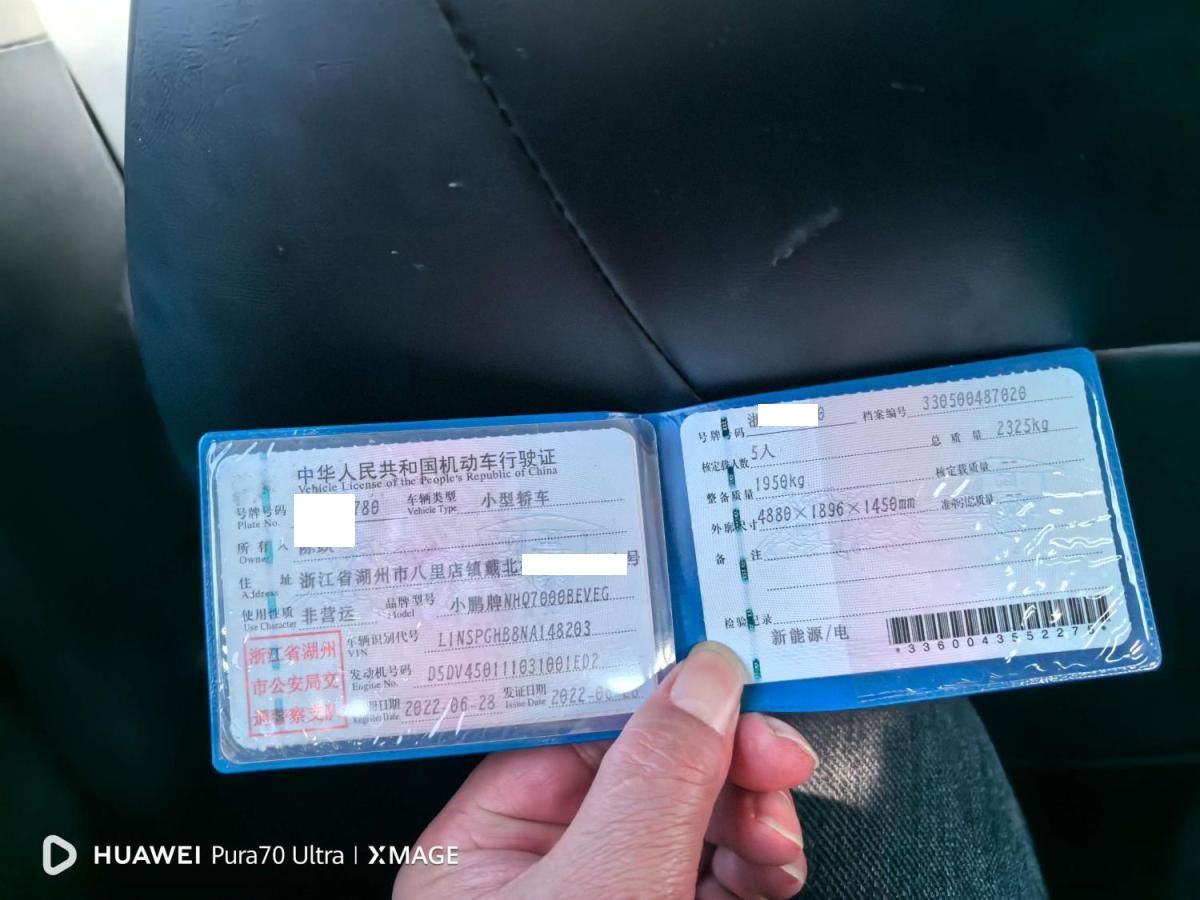 中华人民共和国机动车行驶证
Vehicle License of the People's Republic of China
号牌号码 780 车辆类型 小型轿车
Plate No. Vehicle Type
所有人
Owner
住 址 浙江省湖州市八里店镇戴北 号
Address
使用性质 非营运 品牌型号 小鹏牌NHQ7000BEVEG
Use Character Model
浙江省湖州
市公安局交
通警察支队
车辆识别代号 L1NSPGHB8NA148203
VIN
发动机号码 D5DV450111031001E02
Engine No.
日期 2022-06-28 发证日期 2022-06-28
Register Date Issue Date
号牌号码 浙 0 档案编号 330500487020
核定载人数 5人 总质量 2325kg
整备质量 1950kg 核定载质量 --
外廓尺寸 4880×1896×1450mm 准牵引总质量 --
备 注
检验记录
新能源/电
*3360043552275*
HUAWEI Pura70 Ultra | XMAGE